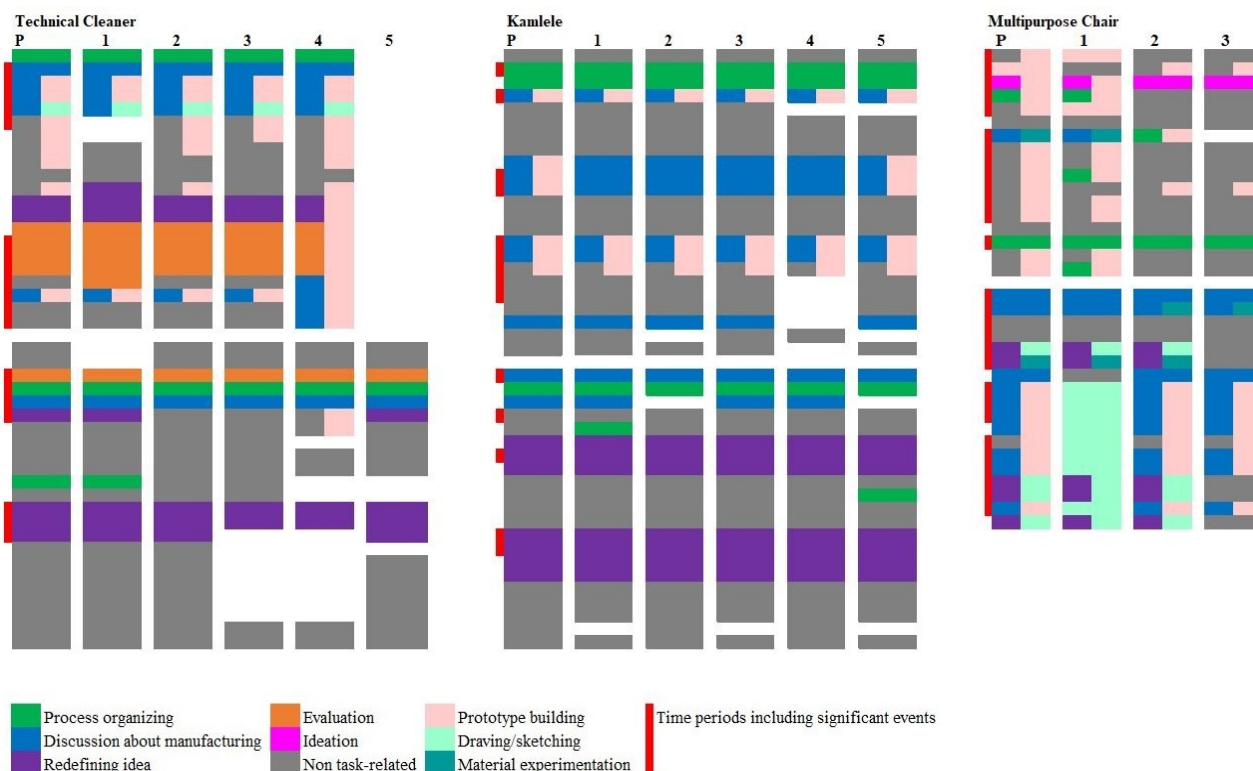 Technical Cleaner Kamlele Multipurpose Chair
P 1 2 3 4 5 P 1 2 3 4 5 P 1 2 3
Process organizing Evaluation Prototype building Time periods including significant events
Discussion about manufacturing Ideation Draving/sketching
Redefining idea Non task-related Material experimentation